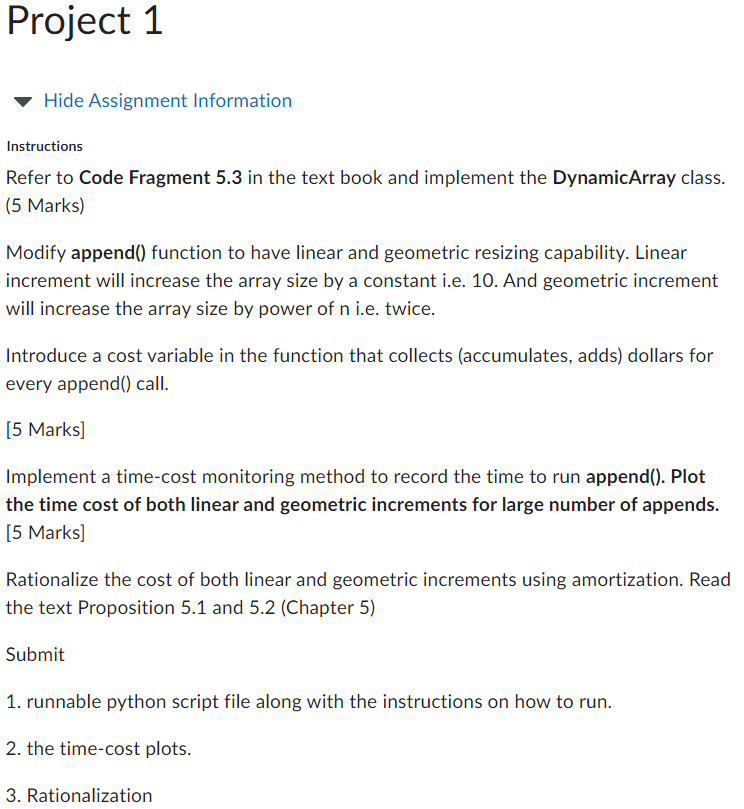 Project 1
Hide Assignment Information
Instructions
Refer to Code Fragment 5.3 in the text book and implement the DynamicArray class.
(5 Marks)
Modify append() function to have linear and geometric resizing capability. Linear
increment will increase the array size by a constant i.e. 10. And geometric increment
will increase the array size by power of n i.e. twice.
Introduce a cost variable in the function that collects (accumulates, adds) dollars for
every append() call.
[5 Marks]
Implement a time-cost monitoring method to record the time to run append(). Plot
the time cost of both linear and geometric increments for large number of appends.
[5 Marks]
Rationalize the cost of both linear and geometric increments using amortization. Read
the text Proposition 5.1 and 5.2 (Chapter 5)
Submit
1. runnable python script file along with the instructions on how to run.
2. the time-cost plots.
3. Rationalization